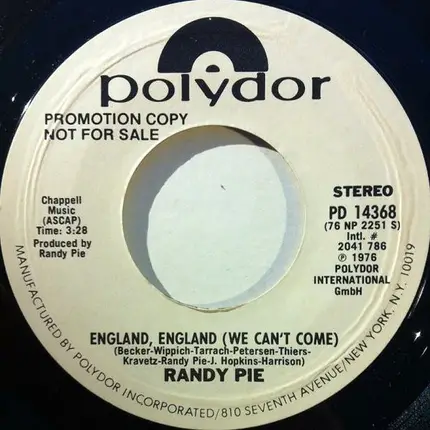 polydor
PROMOTION COPY
NOT FOR SALE
Chappell
Music
(ASCAP)
Time: 3:28
Produced by
Randy Pie
STEREO
PD 14368
(76 NP 2251 S)
Intl. #
2041 786
℗ 1976
POLYDOR
INTERNATIONAL
GmbH
ENGLAND, ENGLAND (WE CAN'T COME)
(Becker-Wippich-Tarrach-Petersen-Thiers-
Kravetz-Randy Pie-J. Hopkins-Harrison)
RANDY PIE
MANUFACTURED BY POLYDOR INCORPORATED/810 SEVENTH AVENUE/NEW YORK, N.Y. 10019